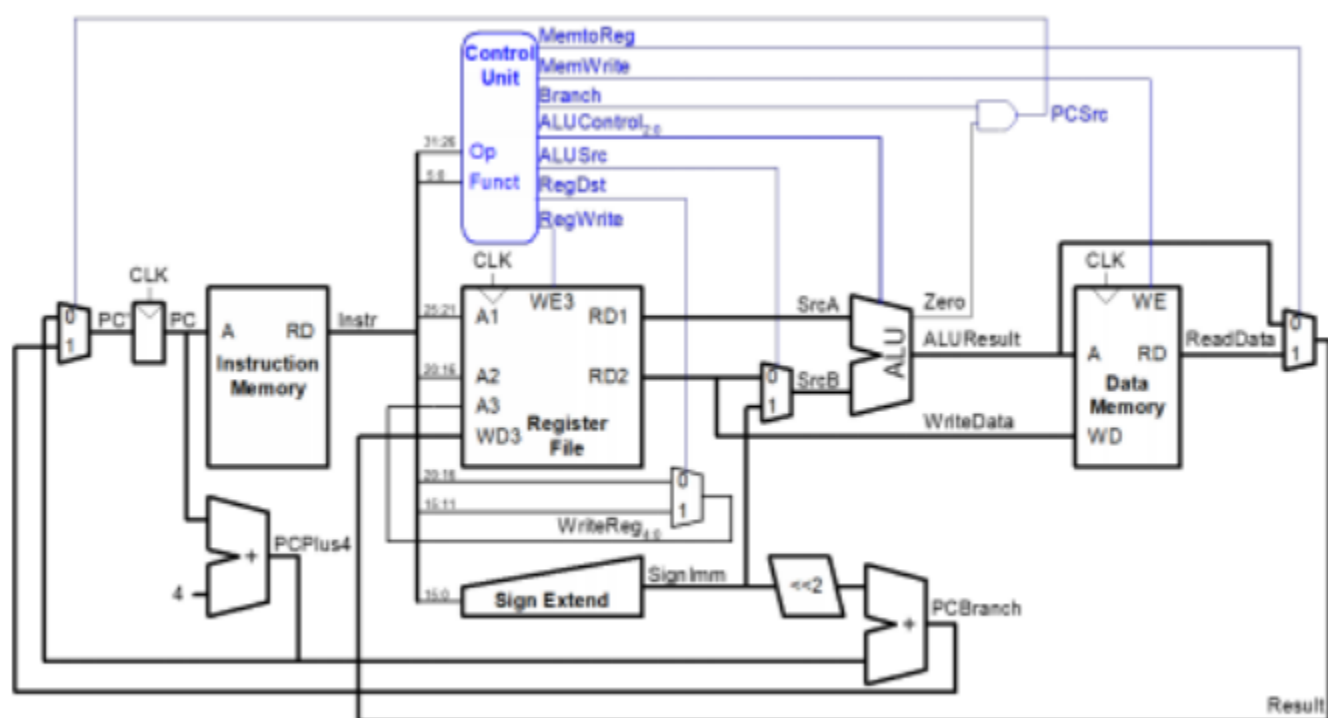 MemtoReg
Control Unit
MemWrite
Branch
PCSrc
ALUControl2:0
31:26
Op
ALUSrc
5:0
Funct
RegDst
RegWrite
CLK
CLK
CLK
0
1
PC'
PC
A
RD
Instruction Memory
Instr
25:21
A1
WE3
RD1
SrcA
20:16
A2
RD2
0
1
SrcB
A3
WD3
Register File
ALU
Zero
ALUResult
WE
A
RD
ReadData
0
1
Data Memory
WriteData
WD
20:16
0
15:11
1
WriteReg4:0
PCPlus4
+
4
SignImm
15:0
Sign Extend
<<2
+
PCBranch
Result